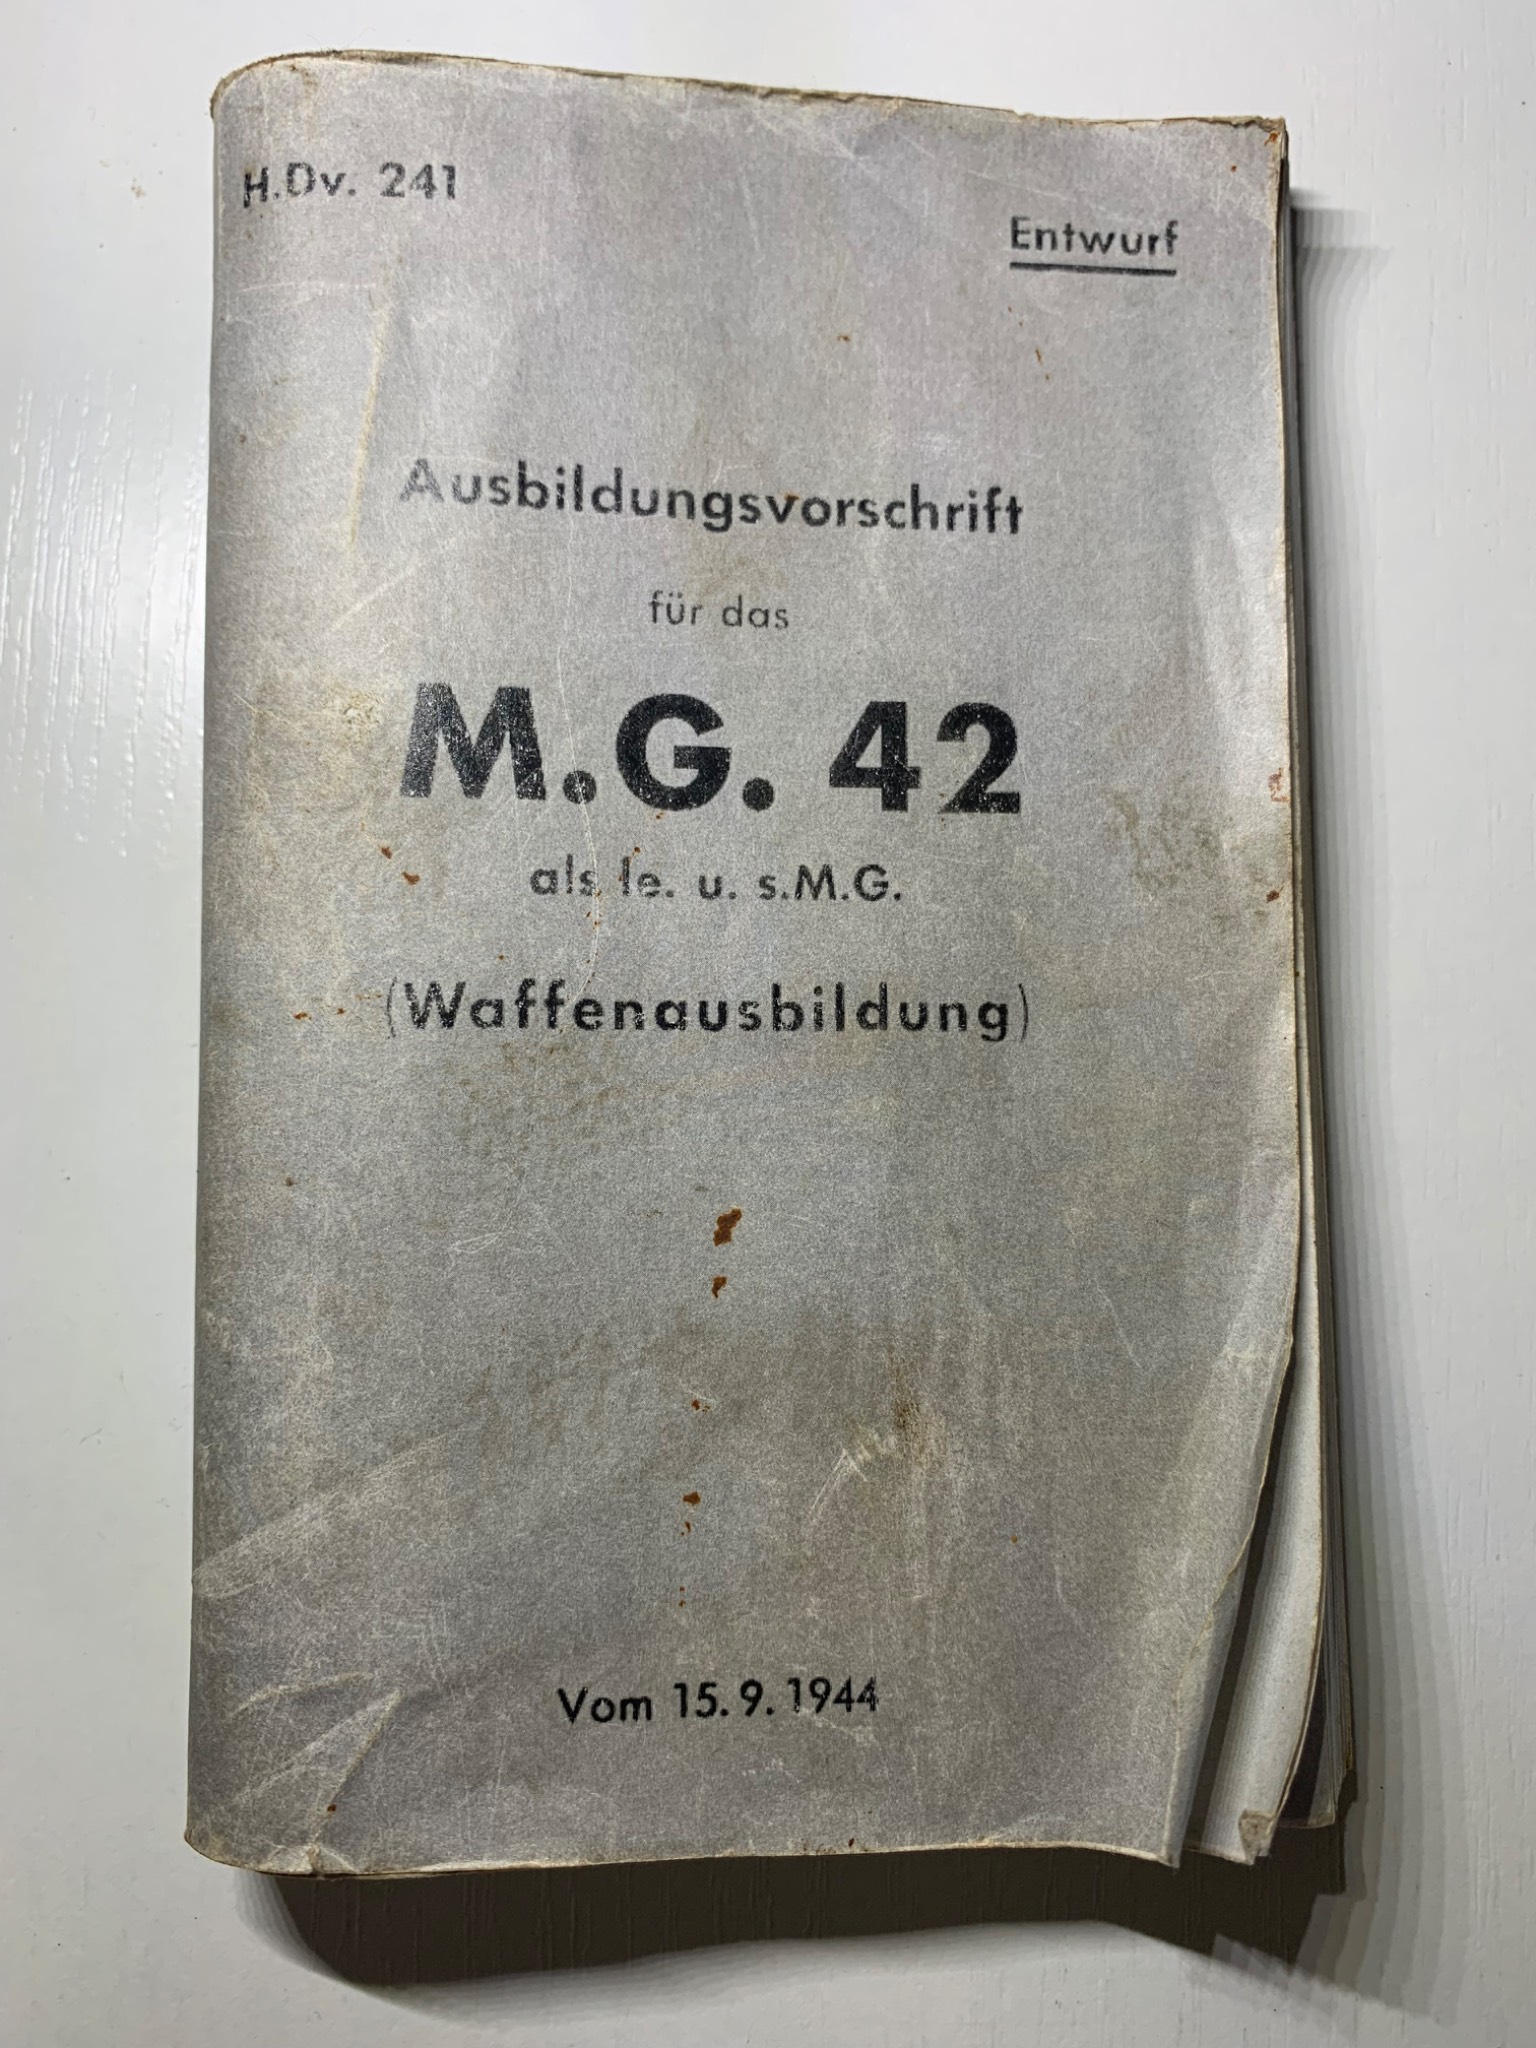 H.Dv. 241
Entwurf
Ausbildungsvorschrift
für das
M.G. 42
als le. u. s.M.G.
(Waffenausbildung)
Vom 15.9.1944